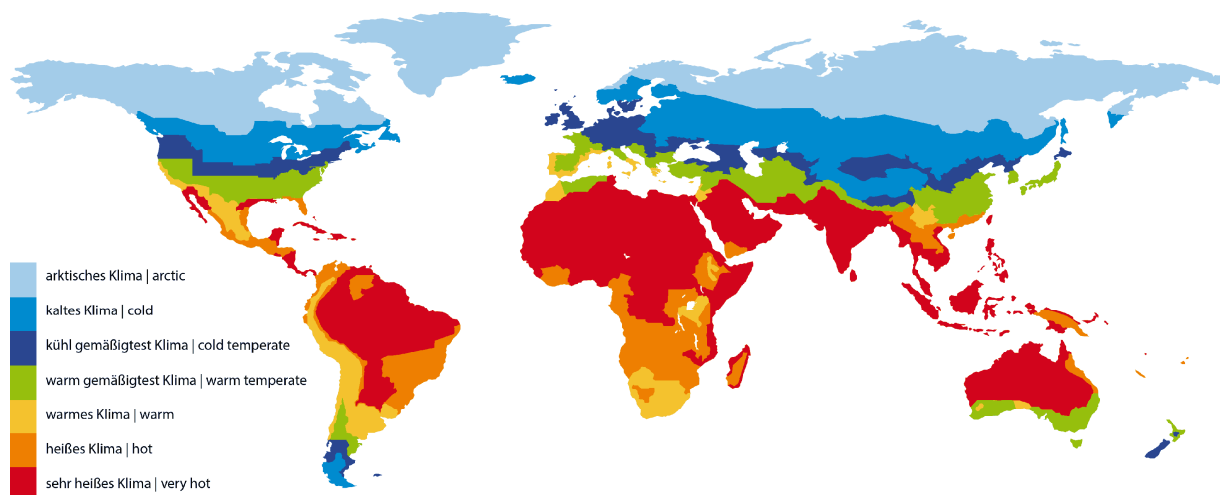 arktisches Klima | arctic
kaltes Klima | cold
kühl gemäßigtest Klima | cold temperate
warm gemäßigtest Klima | warm temperate
warmes Klima | warm
heißes Klima | hot
sehr heißes Klima | very hot